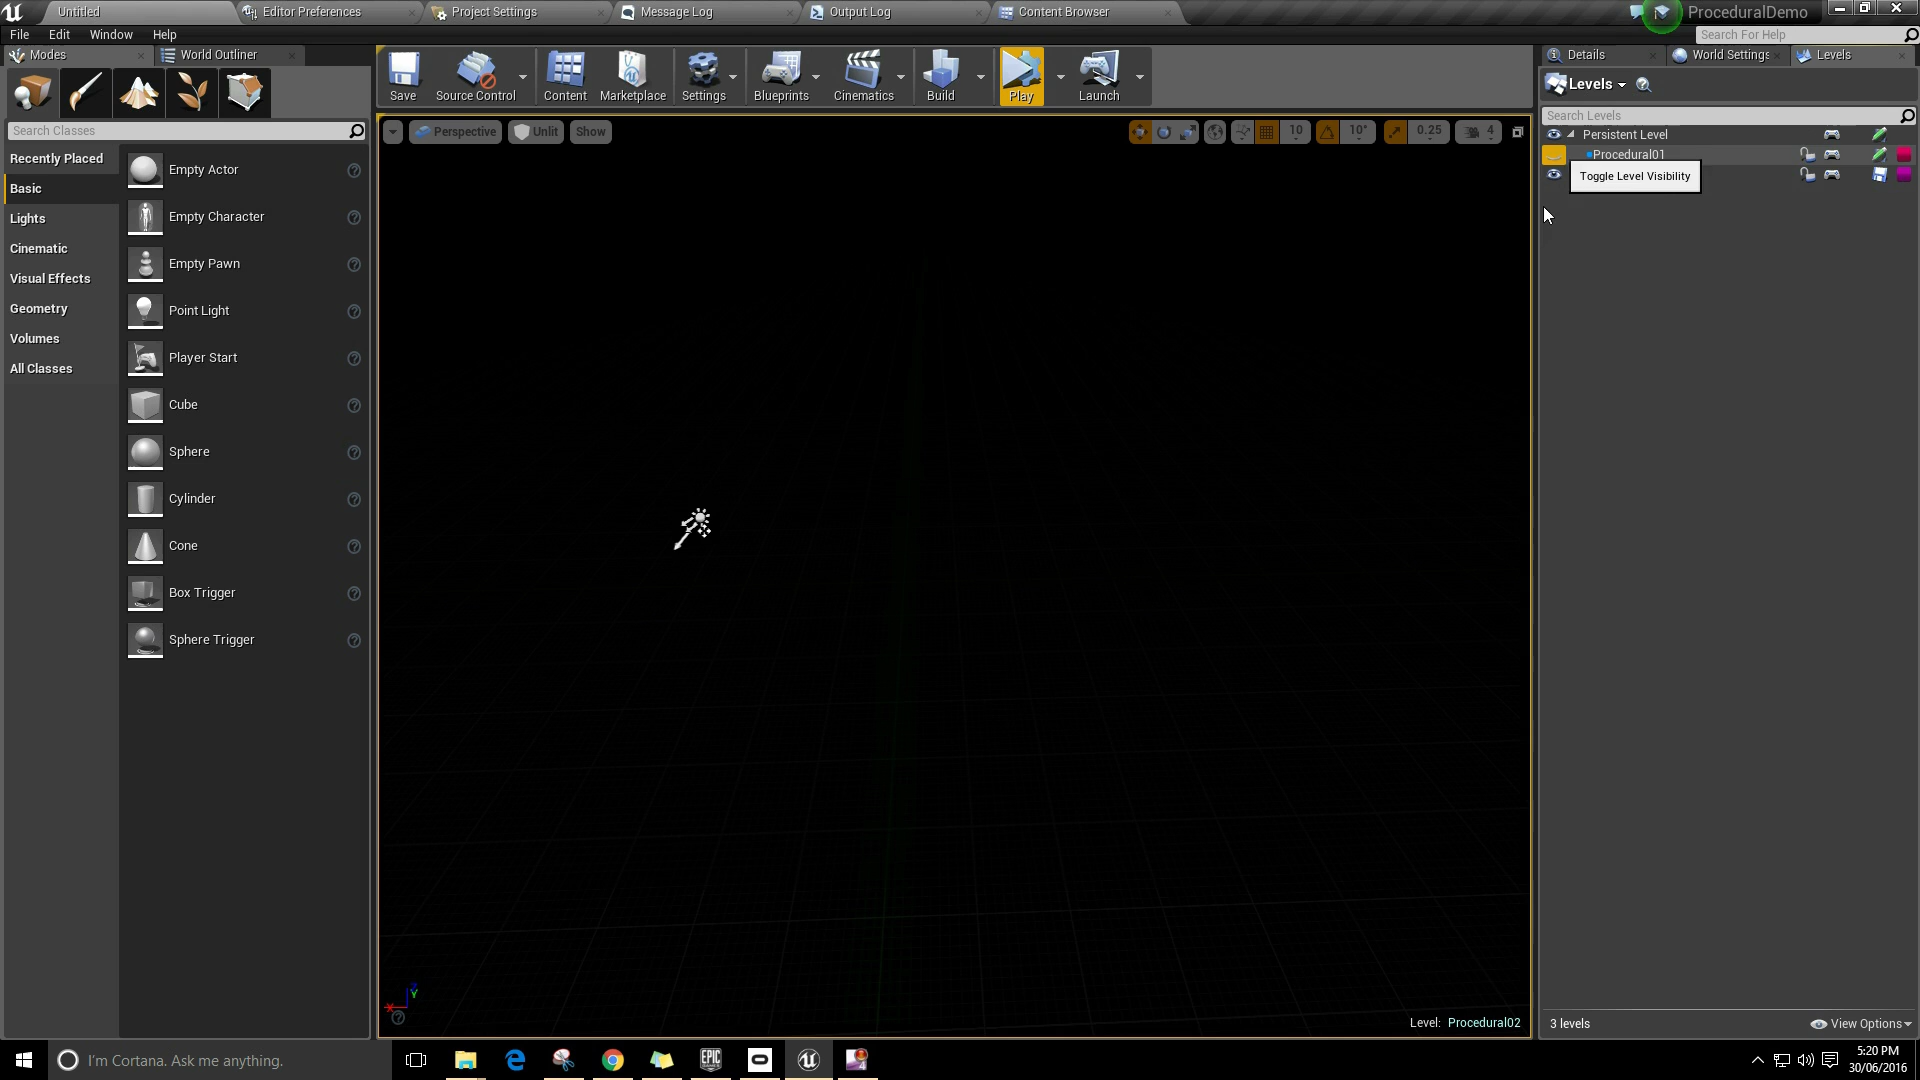 Untitled
Editor Preferences
Project Settings
Message Log
Output Log
Content Browser
ProceduralDemo
File Edit Window Help
Search For Help
Modes
World Outliner
Details
World Settings
Levels
Save
Source Control
Content
Marketplace
Settings
Blueprints
Cinematics
Build
Play
Launch
Levels
Search Classes
Perspective
Unlit
Show
10
10°
0.25
4
Search Levels
Persistent Level
Procedural01
Toggle Level Visibility
Recently Placed
Basic
Lights
Cinematic
Visual Effects
Geometry
Volumes
All Classes
Empty Actor
Empty Character
Empty Pawn
Point Light
Player Start
Cube
Sphere
Cylinder
Cone
Box Trigger
Sphere Trigger
Y
Level: Procedural02
3 levels
View Options
I'm Cortana. Ask me anything.
EPIC
5:20 PM
30/06/2016